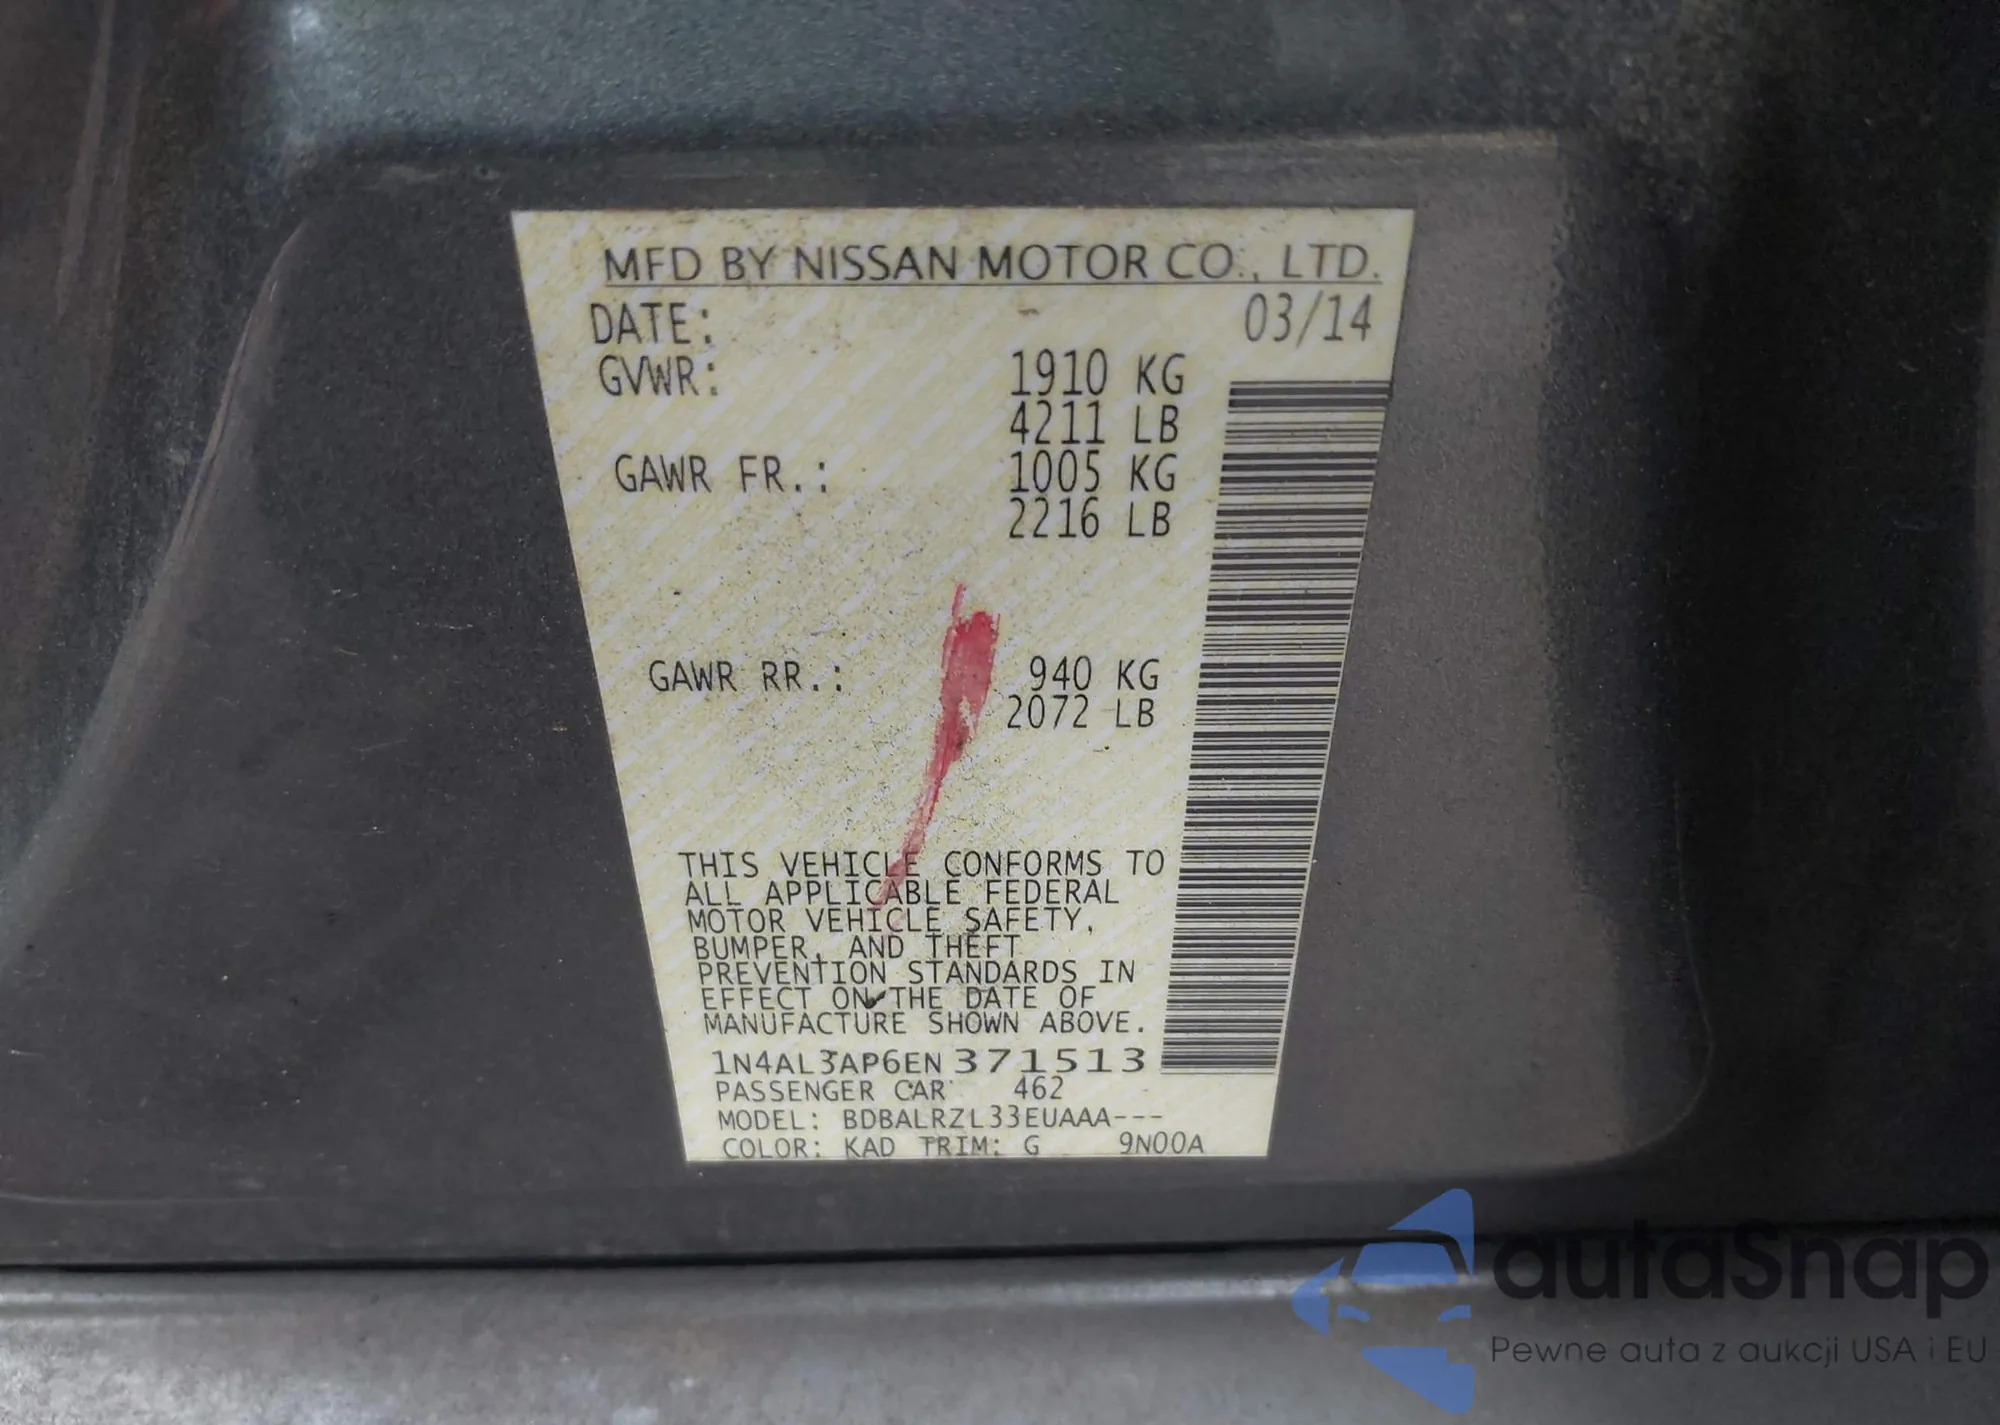 MFD BY NISSAN MOTOR CO., LTD.
DATE: 03/14
GVWR: 1910 KG
4211 LB
GAWR FR.: 1005 KG
2216 LB
GAWR RR.: 940 KG
2072 LB
THIS VEHICLE CONFORMS TO
ALL APPLICABLE FEDERAL
MOTOR VEHICLE SAFETY,
BUMPER, AND THEFT
PREVENTION STANDARDS IN
EFFECT ON THE DATE OF
MANUFACTURE SHOWN ABOVE.
1N4AL3AP6EN371513
PASSENGER CAR 462
MODEL: BDBALRZL33EUAAA---
COLOR: KAD TRIM: G 9N00A
autaSnap
Pewne auta z aukcji USA i EU